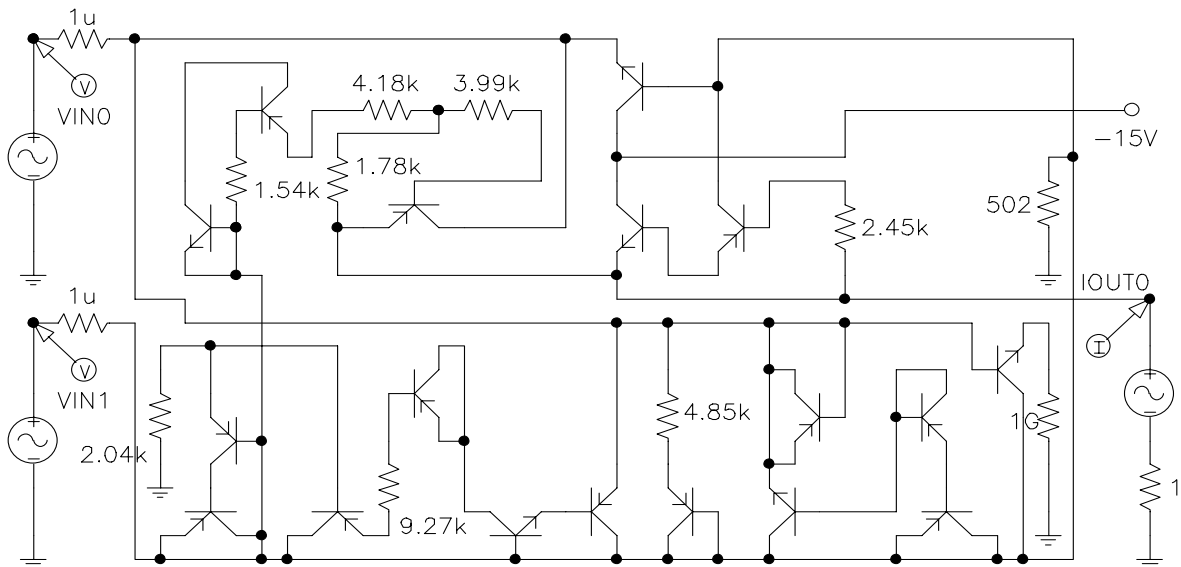 1u
V
VIN0
4.18k
3.99k
1.54k
1.78k
-15V
502
2.45k
IOUT0
I
1u
V
VIN1
2.04k
9.27k
4.85k
1G
1